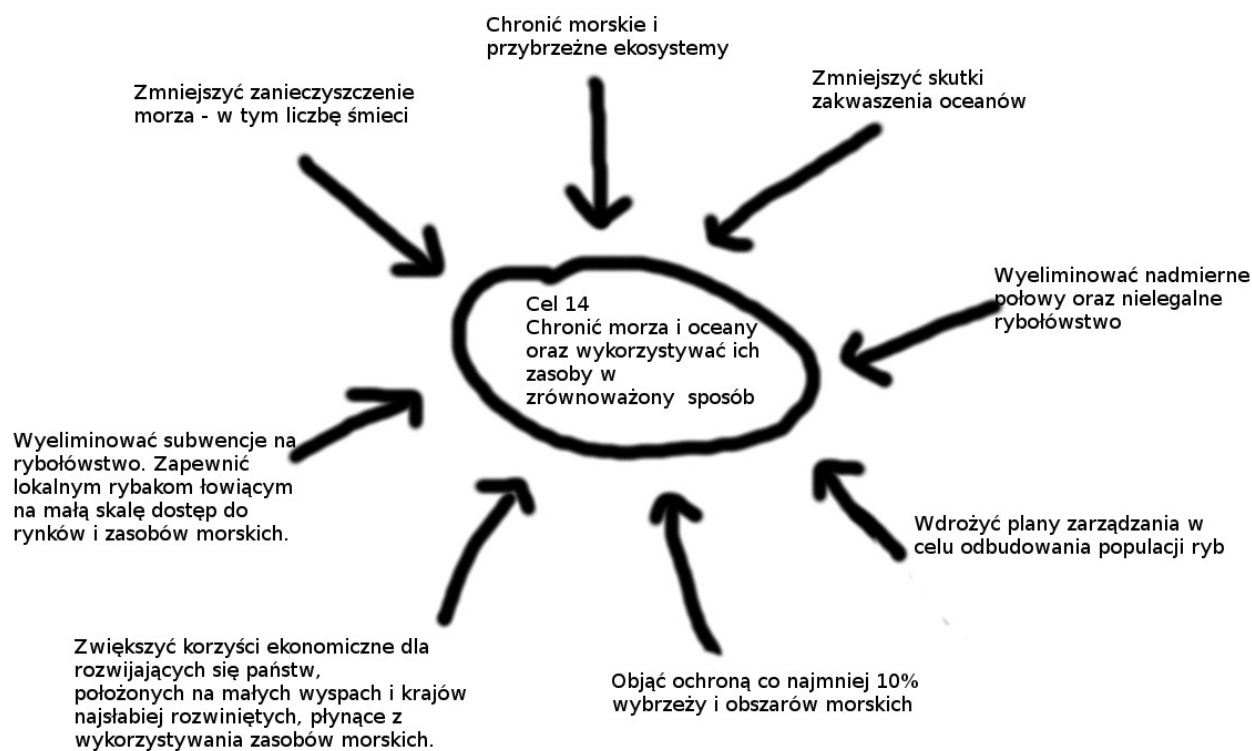 Chronić morskie i
przybrzeżne ekosystemy
Zmniejszyć zanieczyszczenie
morza - w tym liczbę śmieci
Zmniejszyć skutki
zakwaszenia oceanów
Wyeliminować nadmierne
połowy oraz nielegalne
rybołówstwo
Cel 14
Chronić morza i oceany
oraz wykorzystywać ich
zasoby w
zrównoważony  sposób
Wyeliminować subwencje na
rybołówstwo. Zapewnić
lokalnym rybakom łowiącym
na małą skalę dostęp do
rynków i zasobów morskich.
Wdrożyć plany zarządzania w
celu odbudowania populacji ryb
Zwiększyć korzyści ekonomiczne dla
rozwijających się państw,
położonych na małych wyspach i krajów
najsłabiej rozwiniętych, płynące z
wykorzystywania zasobów morskich.
Objąć ochroną co najmniej 10%
wybrzeży i obszarów morskich